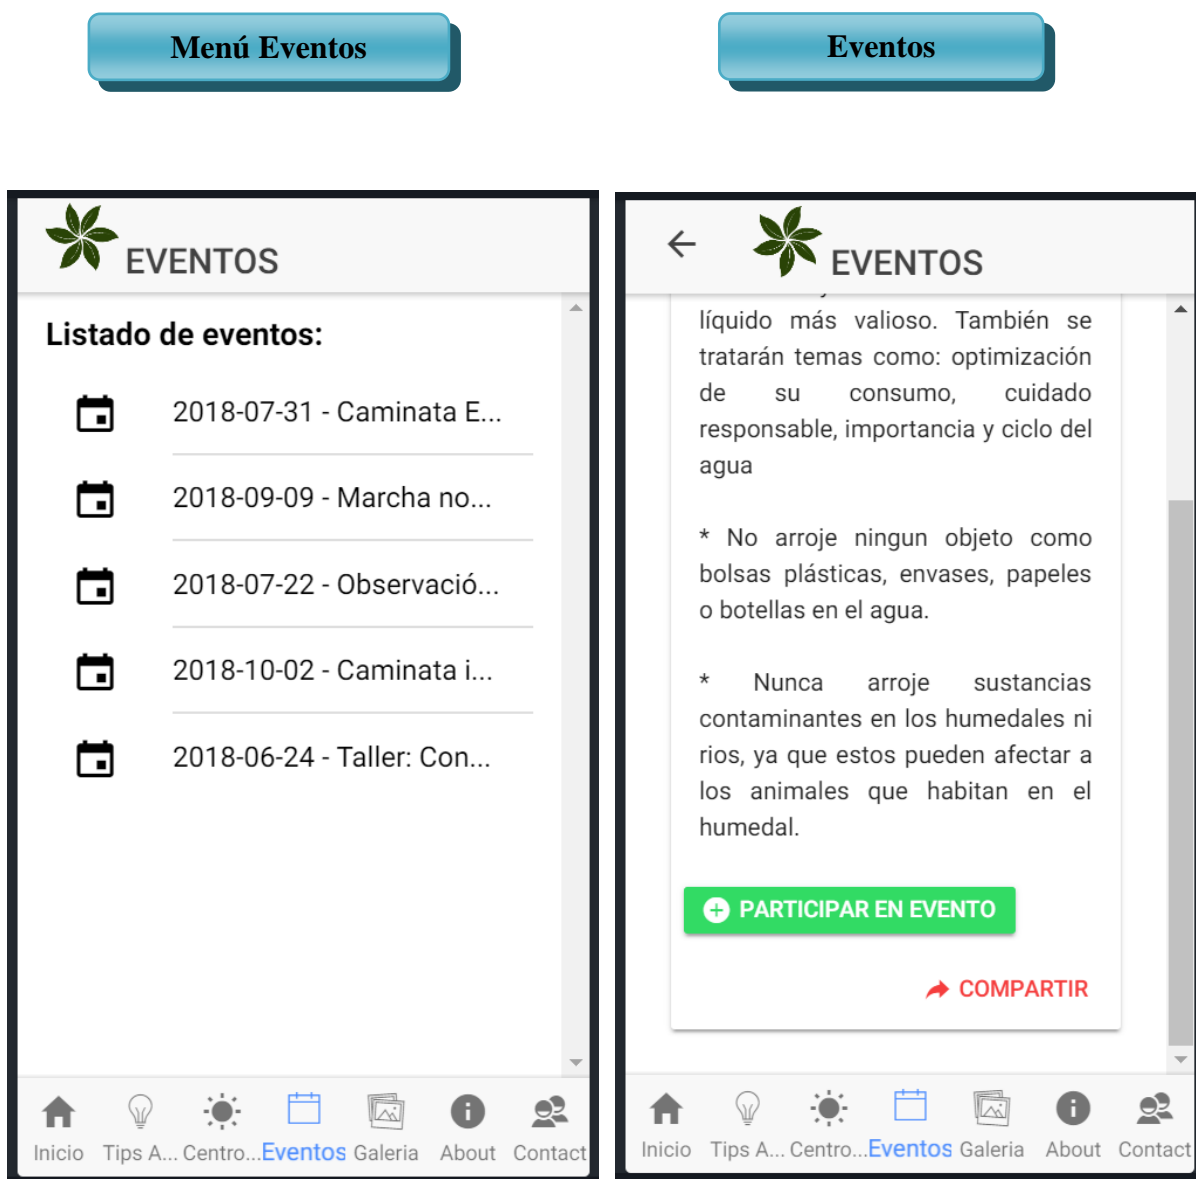 Menú Eventos
Eventos
EVENTOS
Listado de eventos:
2018-07-31 - Caminata E...
2018-09-09 - Marcha no...
2018-07-22 - Observació...
2018-10-02 - Caminata i...
2018-06-24 - Taller: Con...
Inicio Tips A... Centro... Eventos Galeria About Contact
EVENTOS
líquido más valioso. También se
tratarán temas como: optimización
de su consumo, cuidado
responsable, importancia y ciclo del
agua
* No arroje ningun objeto como
bolsas plásticas, envases, papeles
o botellas en el agua.
* Nunca arroje sustancias
contaminantes en los humedales ni
rios, ya que estos pueden afectar a
los animales que habitan en el
humedal.
PARTICIPAR EN EVENTO
COMPARTIR
Inicio Tips A... Centro... Eventos Galeria About Contact